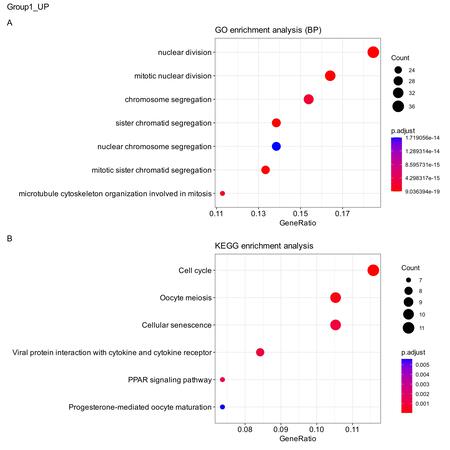 Group1_UP
A
GO enrichment analysis (BP)
nuclear division
mitotic nuclear division
chromosome segregation
sister chromatid segregation
nuclear chromosome segregation
mitotic sister chromatid segregation
microtubule cytoskeleton organization involved in mitosis
0.11 0.13 0.15 0.17
GeneRatio
Count
24
28
32
36
p.adjust
1.719056e-14
1.289314e-14
8.595731e-15
4.298317e-15
9.036394e-19
B
KEGG enrichment analysis
Cell cycle
Oocyte meiosis
Cellular senescence
Viral protein interaction with cytokine and cytokine receptor
PPAR signaling pathway
Progesterone-mediated oocyte maturation
0.08 0.09 0.10 0.11
GeneRatio
Count
7
8
9
10
11
p.adjust
0.005
0.004
0.003
0.002
0.001